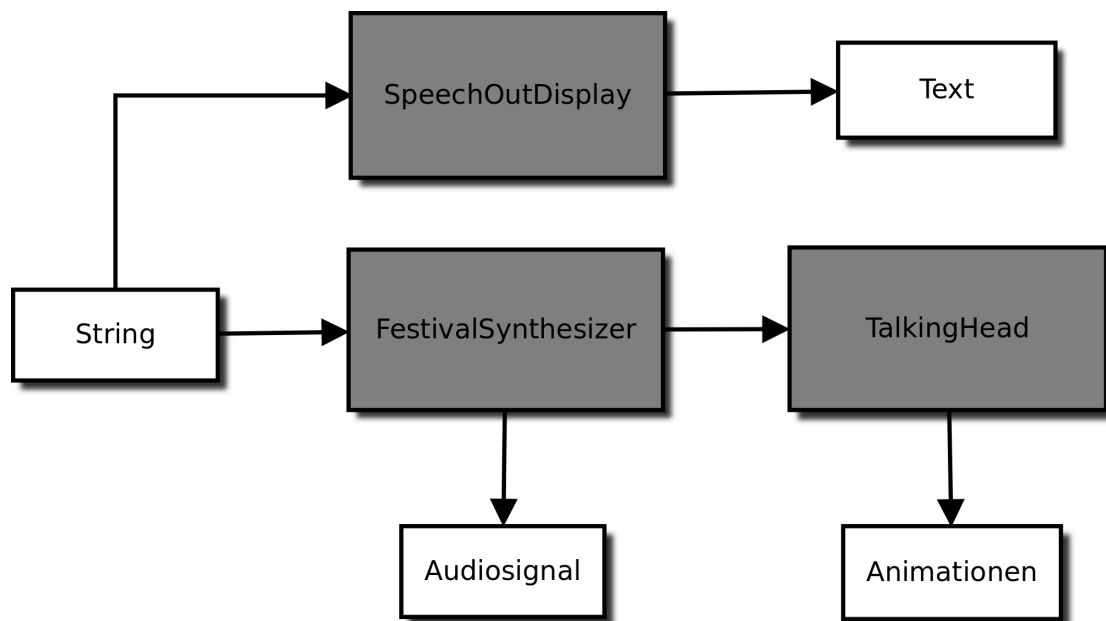 SpeechOutDisplay
Text
String
FestivalSynthesizer
TalkingHead
Audiosignal
Animationen